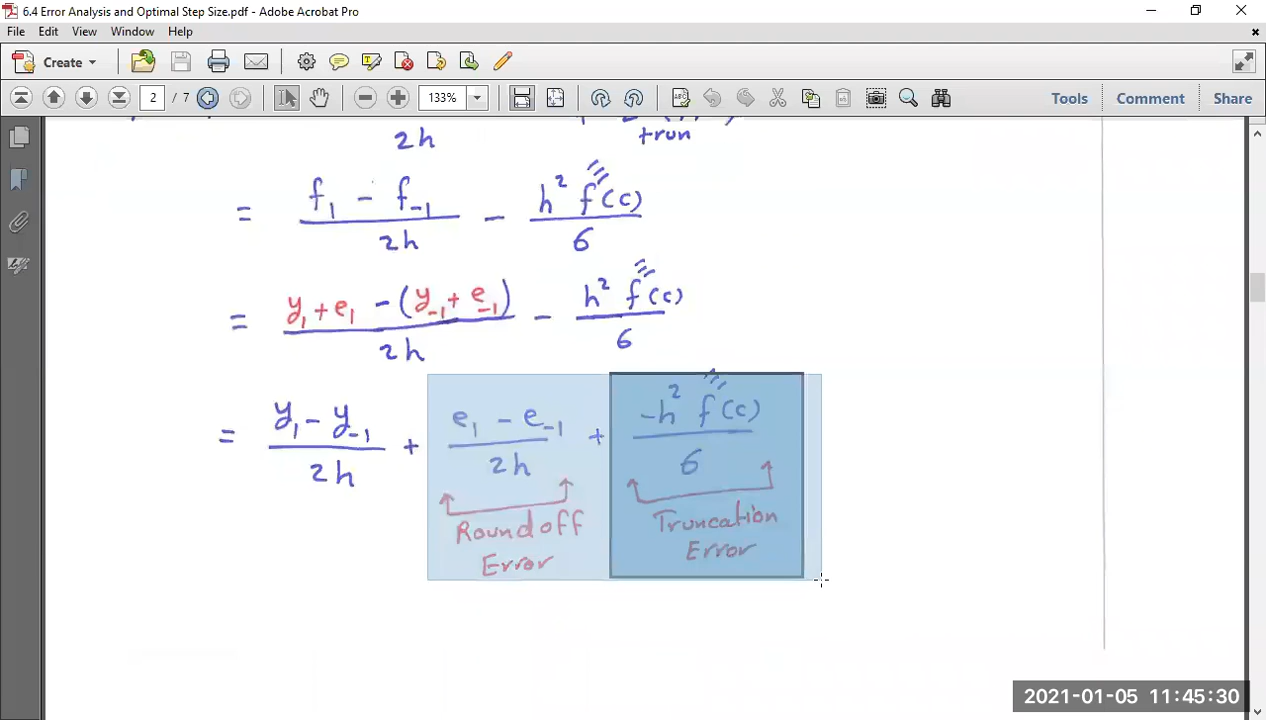 6.4 Error Analysis and Optimal Step Size.pdf - Adobe Acrobat Pro
File Edit View Window Help
Create
2 / 7 133% Tools Comment Share
2h trun
= f₁ - f₋₁ / 2h - h² f'''(c) / 6
= y₁ + e₁ - (y₋₁ + e₋₁) / 2h - h² f'''(c) / 6
= y₁ - y₋₁ / 2h + e₁ - e₋₁ / 2h + -h² f'''(c) / 6
Roundoff Error
Truncation Error
2021-01-05 11:45:30